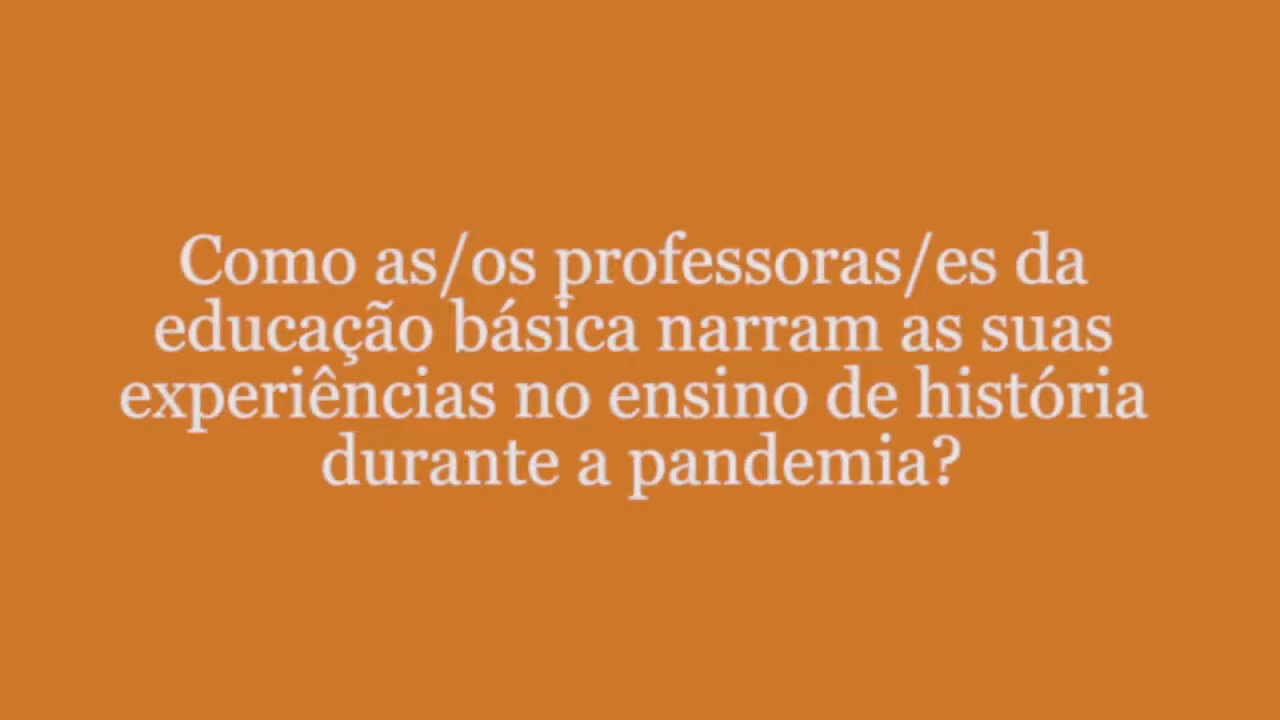 Como as/os professoras/es da
educação básica narram as suas
experiências no ensino de história
durante a pandemia?